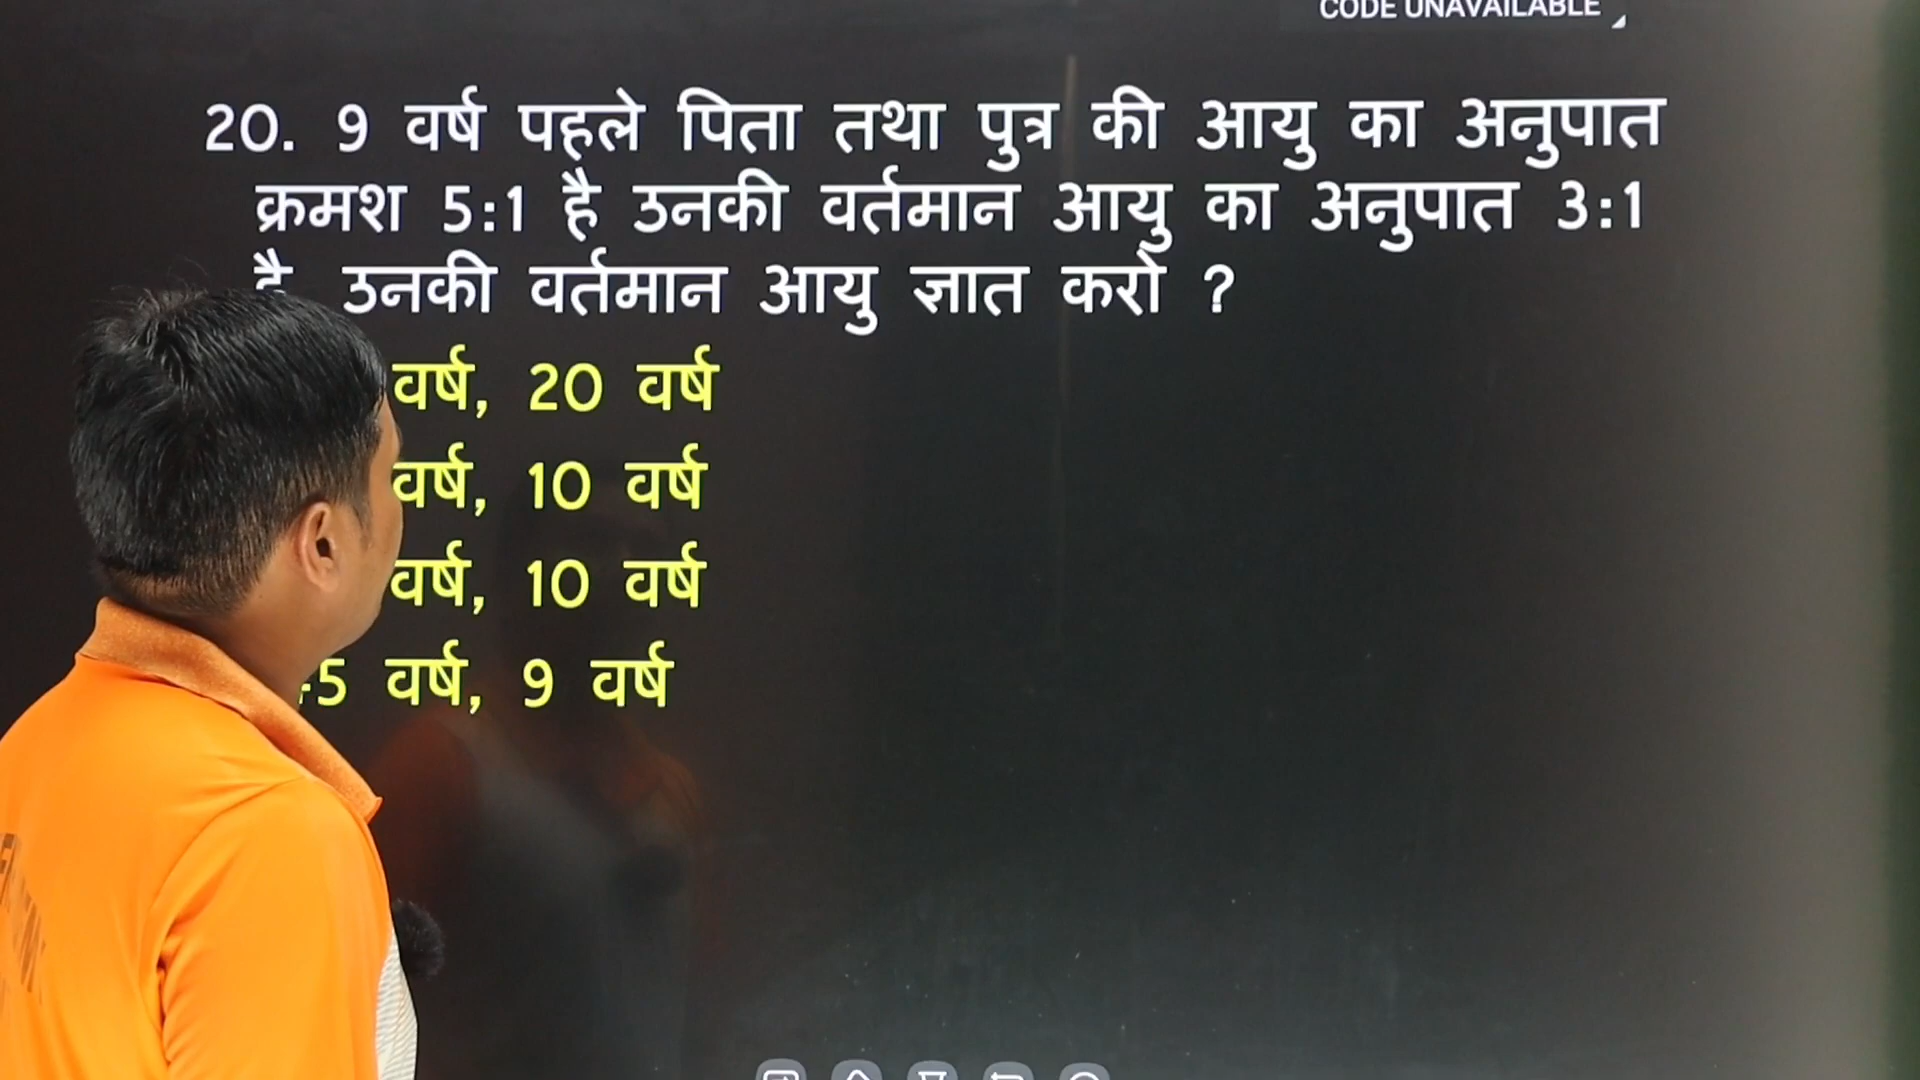 CODE UNAVAILABLE
20. 9 वर्ष पहले पिता तथा पुत्र की आयु का अनुपात
क्रमश 5:1 है उनकी वर्तमान आयु का अनुपात 3:1
है उनकी वर्तमान आयु ज्ञात करो ?
वर्ष, 20 वर्ष
वर्ष, 10 वर्ष
वर्ष, 10 वर्ष
5 वर्ष, 9 वर्ष